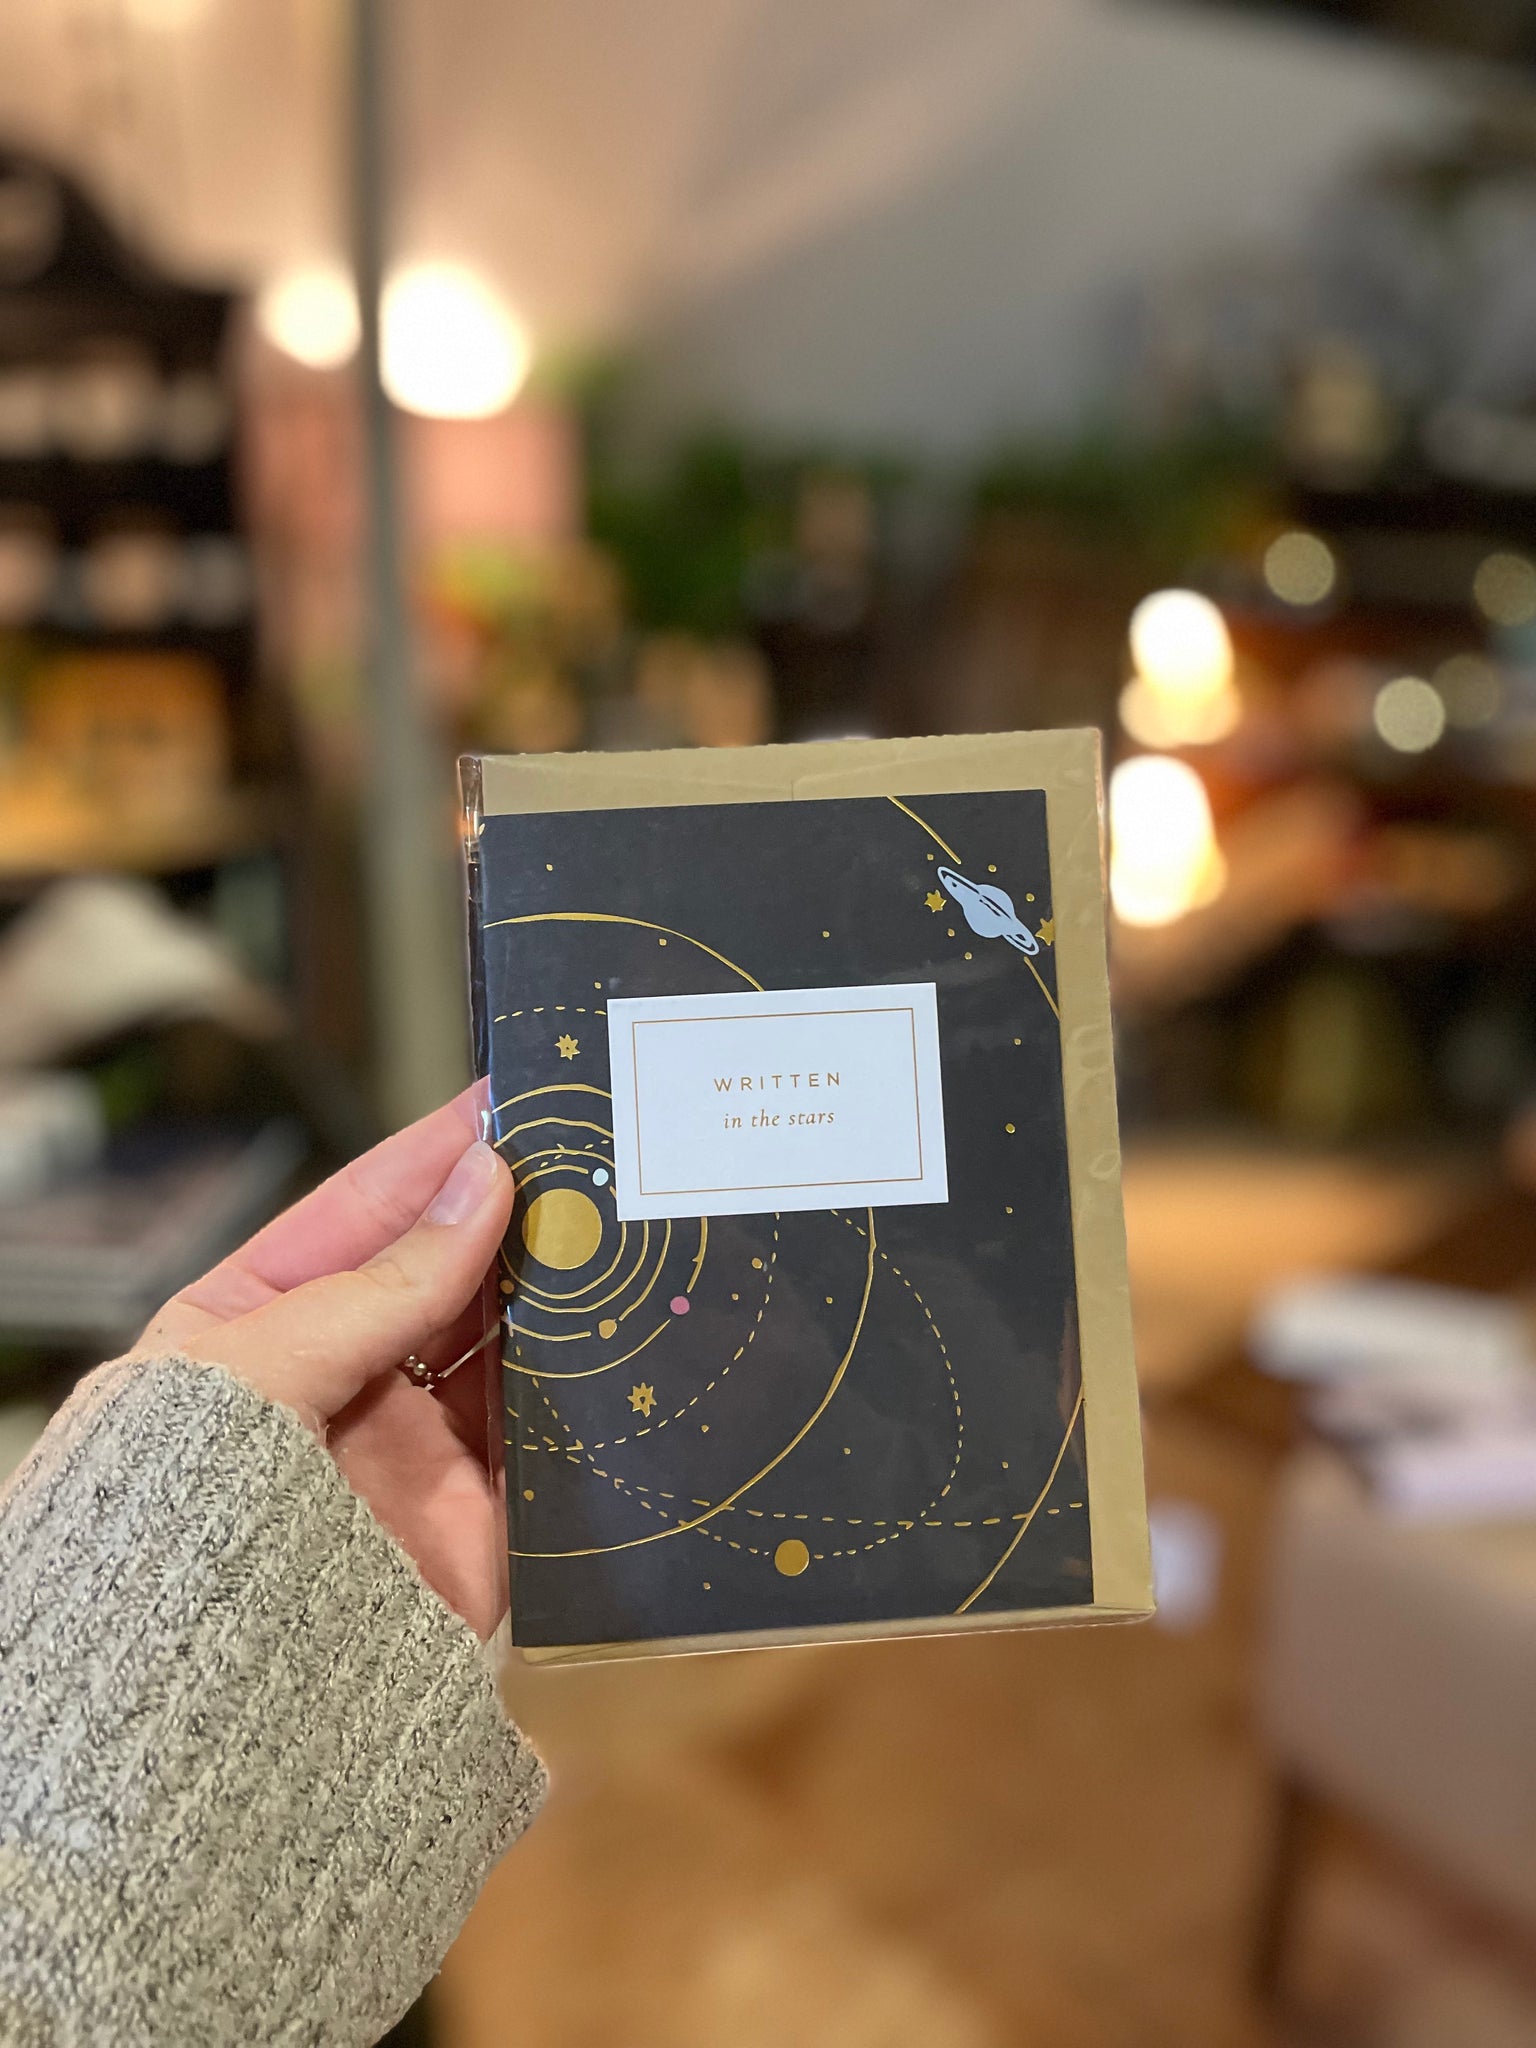 WRITTEN
in the stars